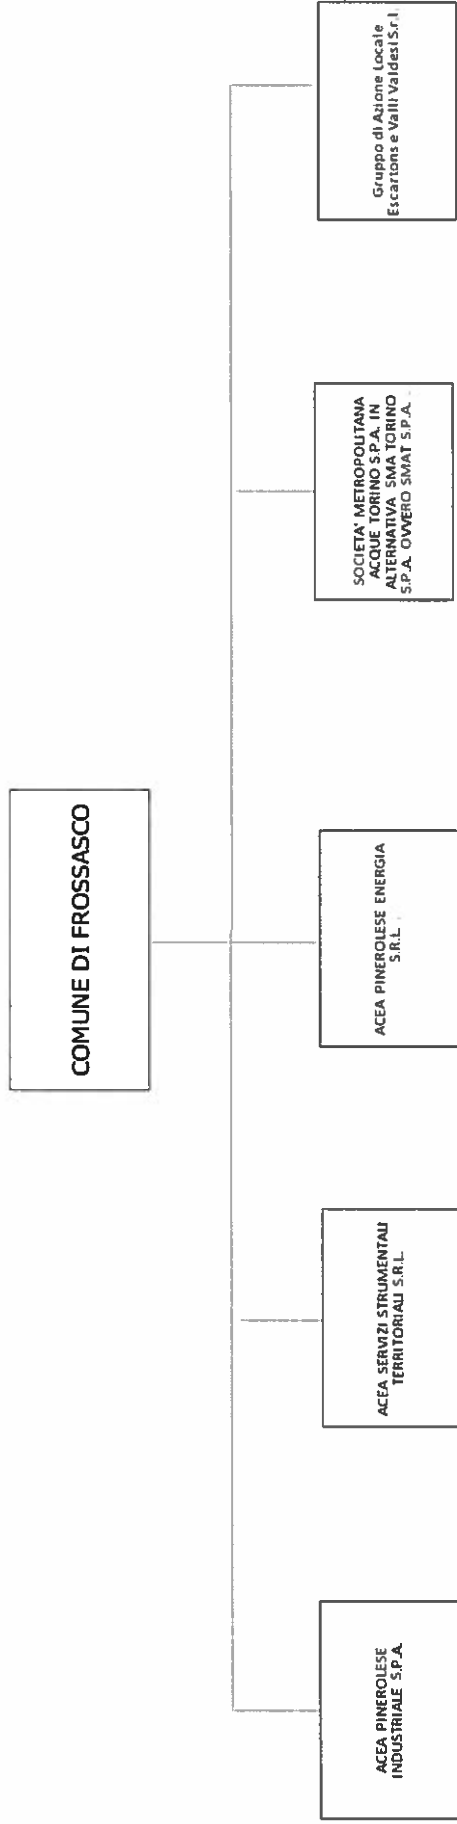 COMUNE DI FROSSASCO
ACEA PINEROLESE
INDUSTRIALE S.P.A.
ACEA SERVIZI STRUMENTALI
TERRITORIALI S.R.L.
ACEA PINEROLESE ENERGIA
S.R.L.
SOCIETA' METROPOLITANA
ACQUE TORINO S.P.A. IN
ALTERNATIVA SMA TORINO
S.P.A. OVVERO SMAT S.P.A.
Gruppo di Azione Locale
Escartons e Valli Valdesi S.r.l.